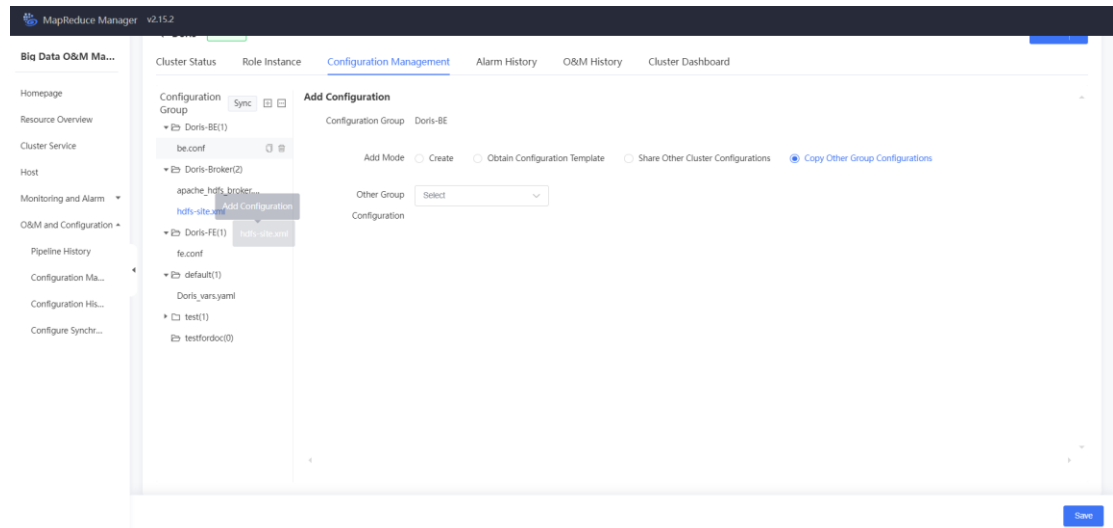 MapReduce Manager v2.15.2
Big Data O&M Ma...
Homepage
Resource Overview
Cluster Service
Host
Monitoring and Alarm
O&M and Configuration
Pipeline History
Configuration Ma...
Configuration His...
Configure Synchr...
Cluster Status Role Instance Configuration Management Alarm History O&M History Cluster Dashboard
Configuration Group Sync
Doris-BE(1)
be.conf
Doris-Broker(2)
apache_hdfs_broker....
hdfs-site.xml
Add Configuration
hdfs-site.xml
Doris-FE(1)
fe.conf
default(1)
Doris_vars.yaml
test(1)
testfordoc(0)
Add Configuration
Configuration Group Doris-BE
Add Mode Create Obtain Configuration Template Share Other Cluster Configurations Copy Other Group Configurations
Other Group Configuration Select
Save